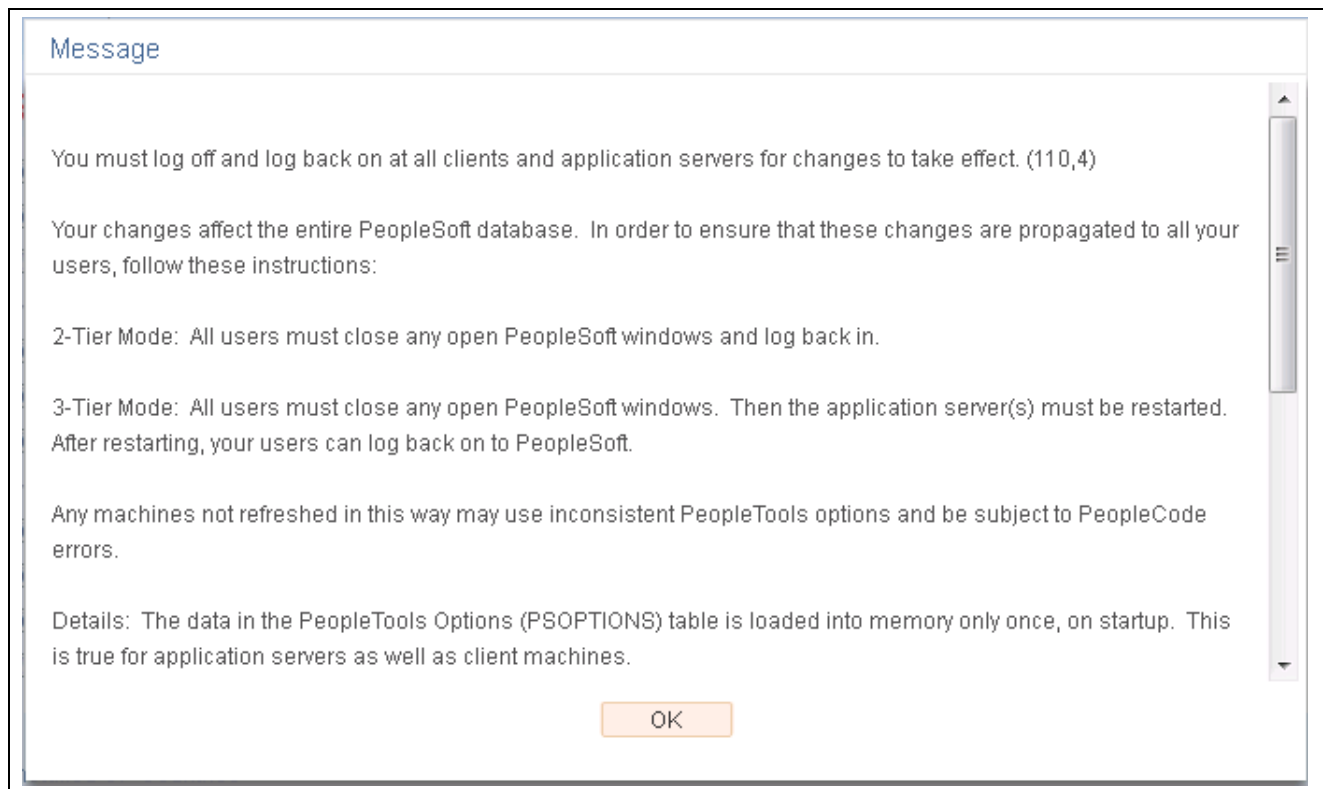 Message
You must log off and log back on at all clients and application servers for changes to take effect. (110,4)
Your changes affect the entire PeopleSoft database.  In order to ensure that these changes are propagated to all your
users, follow these instructions:
2-Tier Mode:  All users must close any open PeopleSoft windows and log back in.
3-Tier Mode:  All users must close any open PeopleSoft windows.  Then the application server(s) must be restarted.
After restarting, your users can log back on to PeopleSoft.
Any machines not refreshed in this way may use inconsistent PeopleTools options and be subject to PeopleCode
errors.
Details:  The data in the PeopleTools Options (PSOPTIONS) table is loaded into memory only once, on startup.  This
is true for application servers as well as client machines.
OK